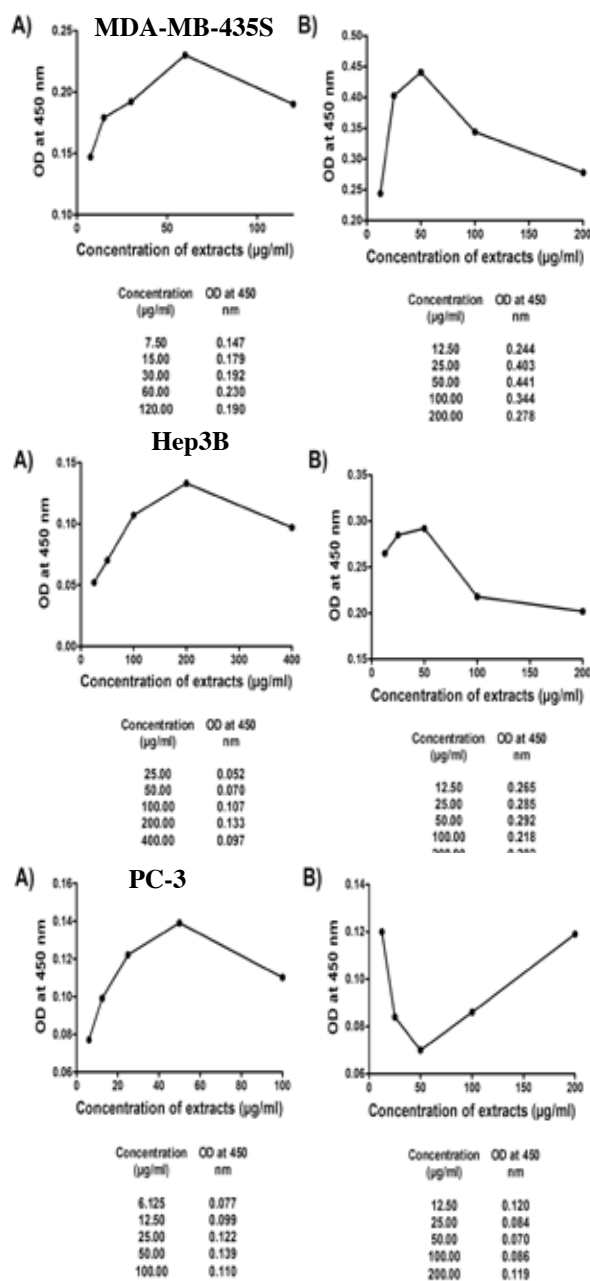 A) MDA-MB-435S
OD at 450 nm
0.25
0.20
0.15
0.10
0 50 100
Concentration of extracts (µg/ml)
Concentration OD at 450
(µg/ml) nm
7.50 0.147
15.00 0.179
30.00 0.192
60.00 0.230
120.00 0.190
B)
OD at 450 nm
0.50
0.45
0.40
0.35
0.30
0.25
0.20
0 50 100 150 200
Concentration of extracts (µg/ml)
Concentration OD at 450
(µg/ml) nm
12.50 0.244
25.00 0.403
50.00 0.441
100.00 0.344
200.00 0.278
Hep3B
A)
OD at 450 nm
0.15
0.10
0.05
0.00
0 100 200 300 400
Concentration of extracts (µg/ml)
Concentration OD at 450
(µg/ml) nm
25.00 0.052
50.00 0.070
100.00 0.107
200.00 0.133
400.00 0.097
B)
OD at 450 nm
0.35
0.30
0.25
0.20
0.15
0 50 100 150 200
Concentration of extracts (µg/ml)
Concentration OD at 450
(µg/ml) nm
12.50 0.265
25.00 0.285
50.00 0.292
100.00 0.218
A) PC-3
OD at 450 nm
0.16
0.14
0.12
0.10
0.08
0.06
0 20 40 60 80 100
Concentration of extracts (µg/ml)
Concentration OD at 450
(µg/ml) nm
6.125 0.077
12.50 0.099
25.00 0.122
50.00 0.139
100.00 0.110
B)
OD at 450 nm
0.14
0.12
0.10
0.08
0.06
0 50 100 150 200
Concentration of extracts (µg/ml)
Concentration OD at 450
(µg/ml) nm
12.50 0.120
25.00 0.084
50.00 0.070
100.00 0.086
200.00 0.119